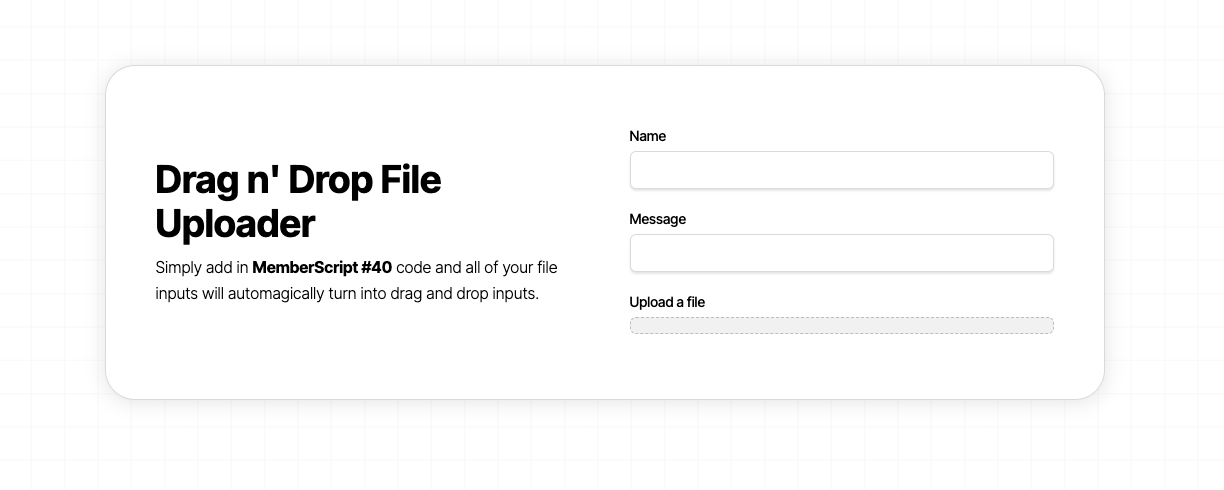 Drag n' Drop File
Uploader
Simply add in MemberScript #40 code and all of your file
inputs will automagically turn into drag and drop inputs.
Name
Message
Upload a file